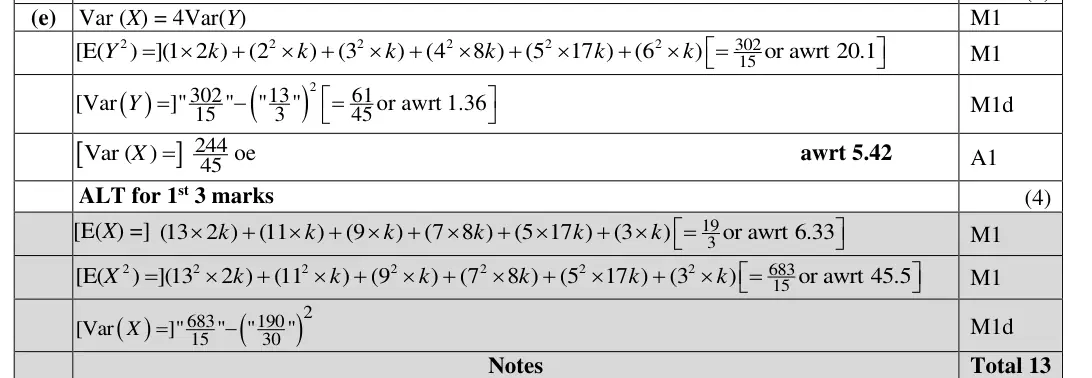 (e) Var (X) = 4Var(Y) M1
[E(Y²) =](1×2k)+(2²×k)+(3²×k)+(4²×8k)+(5²×17k)+(6²×k)[= 302/15 or awrt 20.1] M1
[Var(Y)=]"302/15"−("13/3")²[= 61/45 or awrt 1.36] M1d
[Var (X)=] 244/45 oe awrt 5.42 A1
ALT for 1st 3 marks (4)
[E(X) =] (13×2k)+(11×k)+(9×k)+(7×8k)+(5×17k)+(3×k)[= 19/3 or awrt 6.33] M1
[E(X²)=](13²×2k)+(11²×k)+(9²×k)+(7²×8k)+(5²×17k)+(3²×k)[= 683/15 or awrt 45.5] M1
[Var(X)=]"683/15"−("190/30")² M1d
Notes Total 13